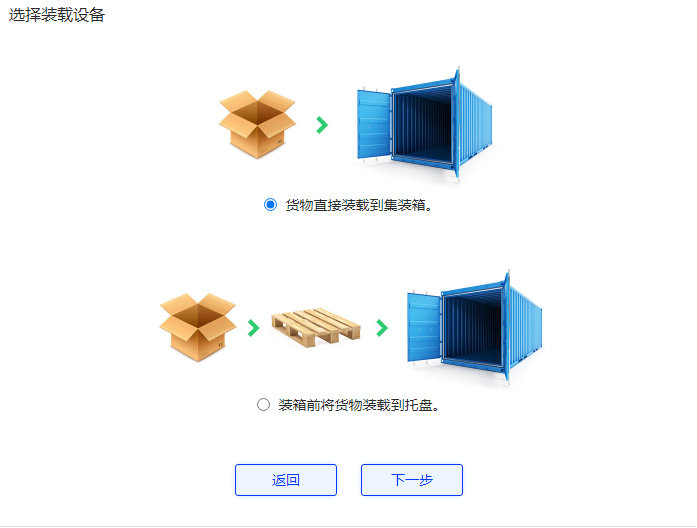 选择装载设备
货物直接装载到集装箱。
装箱前将货物装载到托盘。
返回
下一步